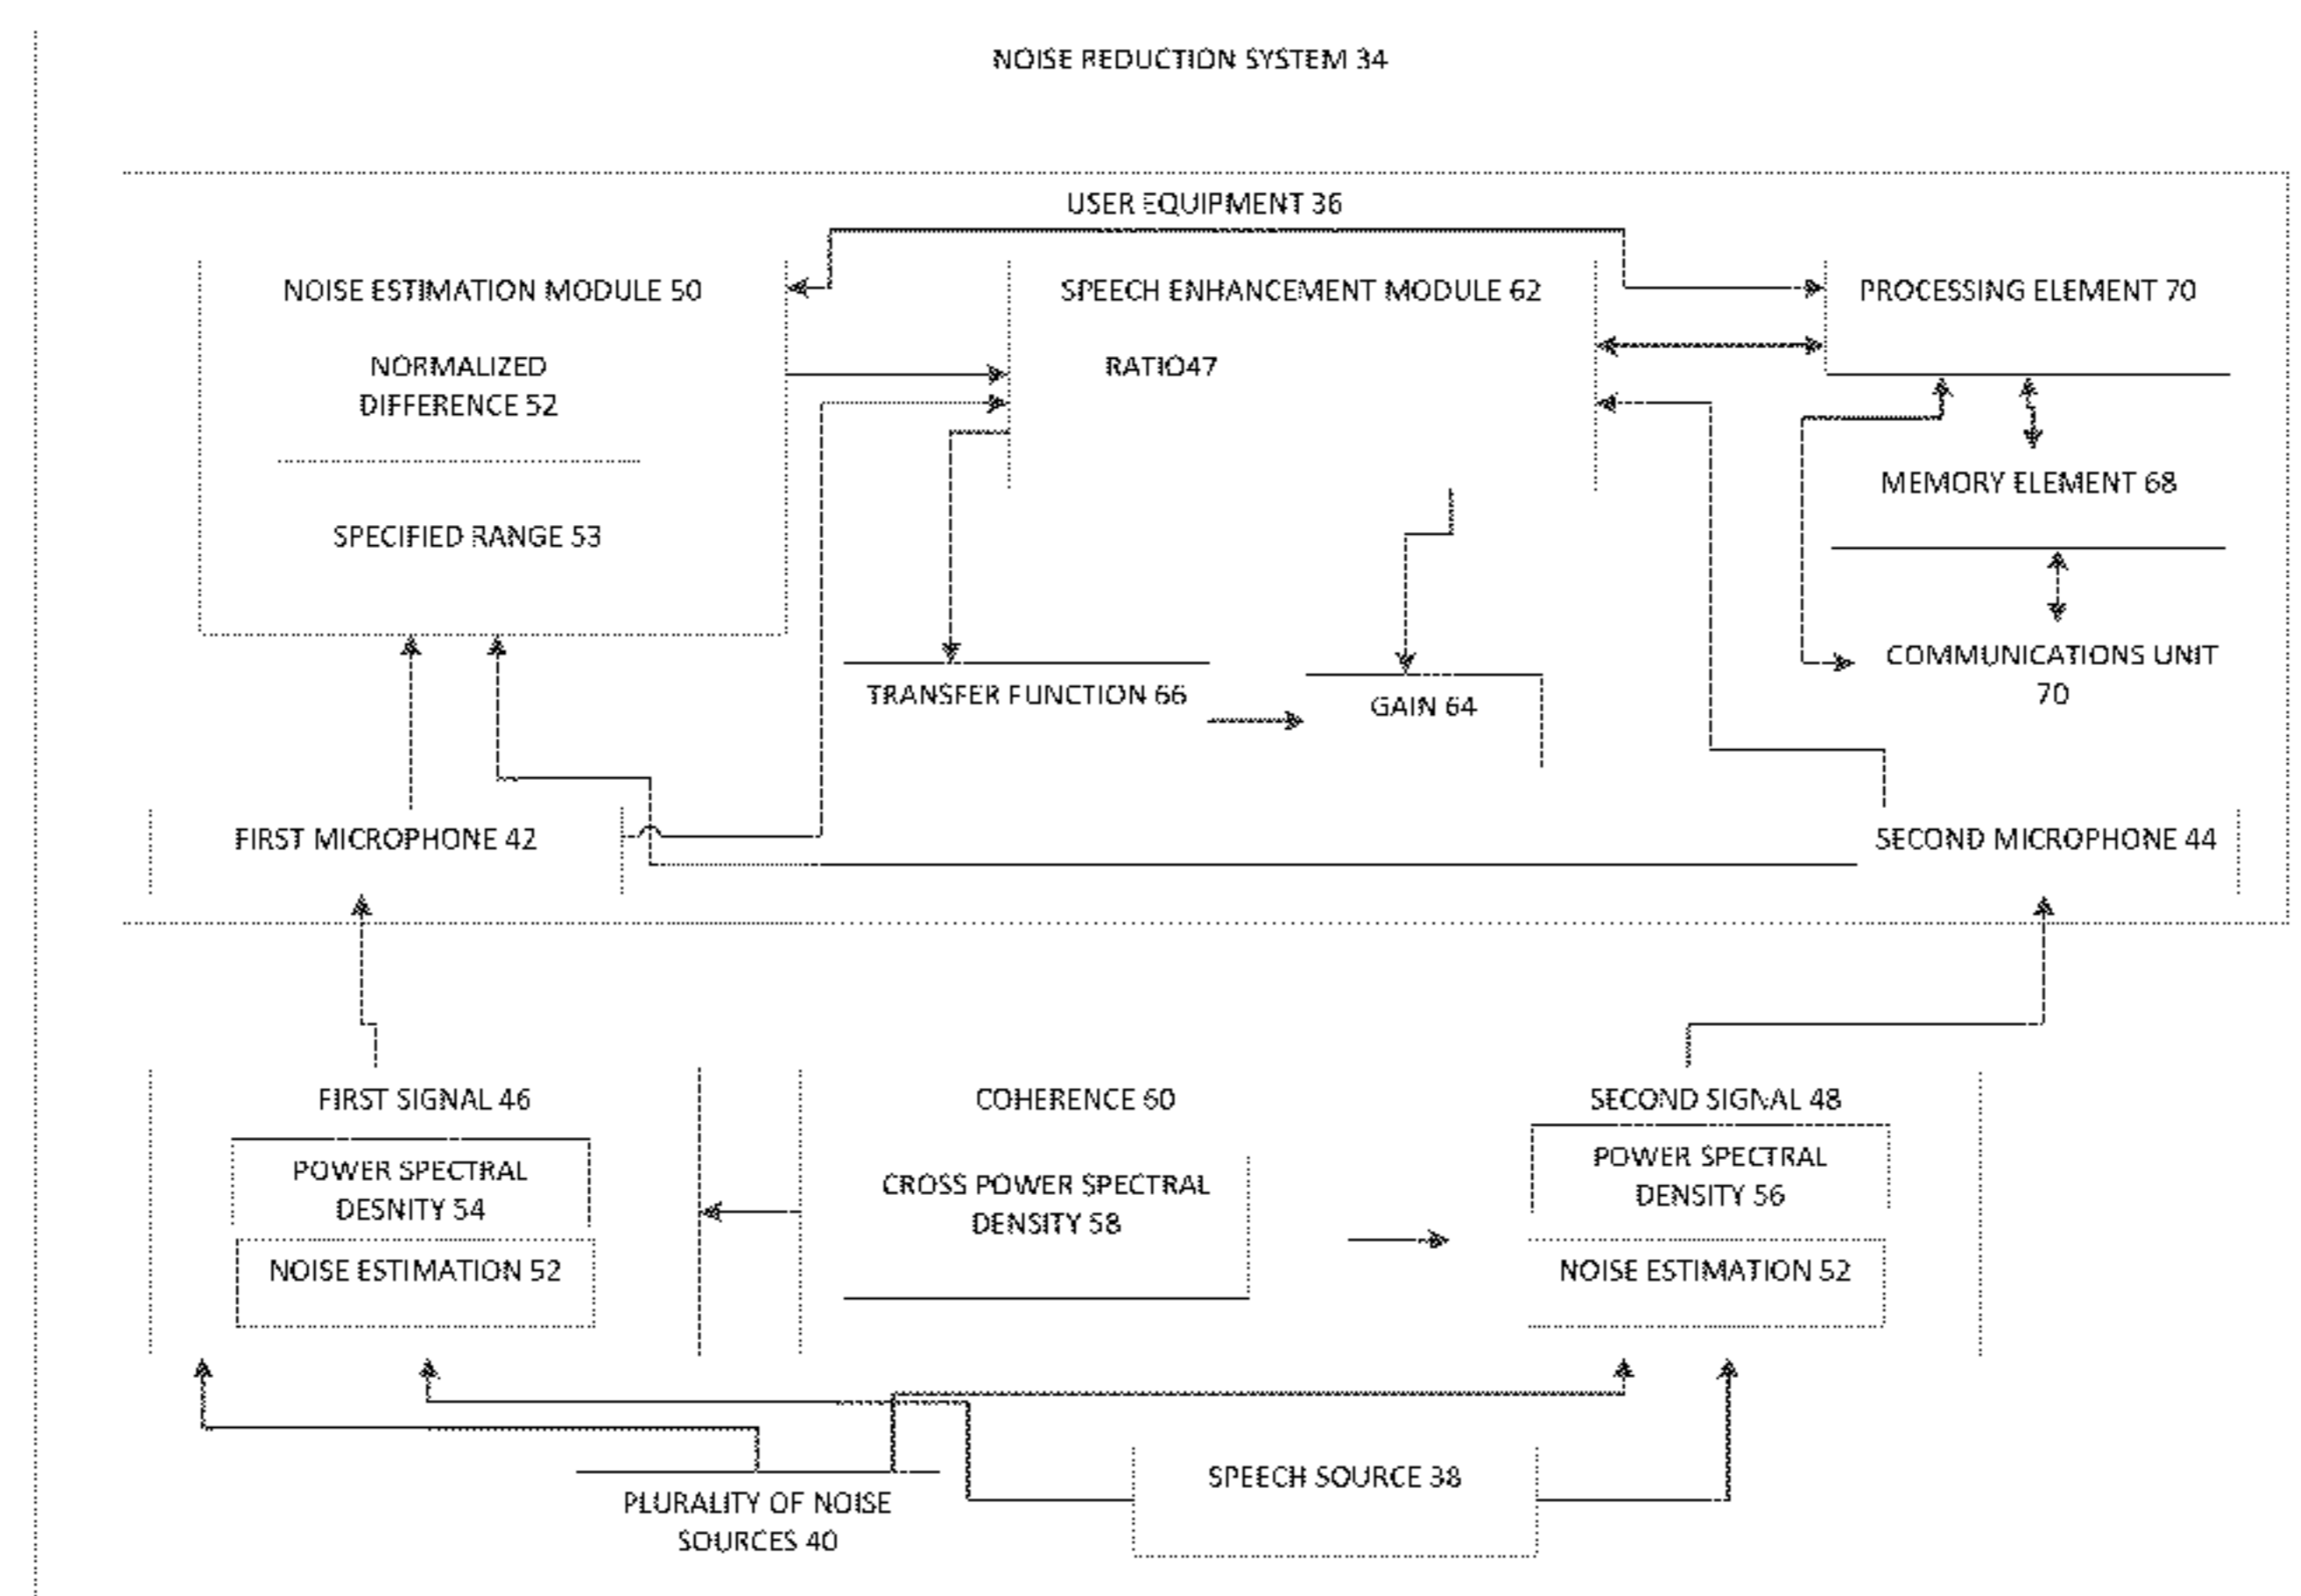 NOISE REDUCTION SYSTEM 34
USER EQUIPMENT 36
NOISE ESTIMATION MODULE 50
NORMALIZED
DIFFERENCE 52
SPECIFIED RANGE 53
SPEECH ENHANCEMENT MODULE 62
RATIO47
PROCESSING ELEMENT 70
MEMORY ELEMENT 68
COMMUNICATIONS UNIT
70
TRANSFER FUNCTION 66
GAIN 64
FIRST MICROPHONE 42
SECOND MICROPHONE 44
FIRST SIGNAL 46
POWER SPECTRAL
DESNITY 54
NOISE ESTIMATION 52
COHERENCE 60
CROSS POWER SPECTRAL
DENSITY 58
SECOND SIGNAL 48
POWER SPECTRAL
DENSITY 56
NOISE ESTIMATION 52
PLURALITY OF NOISE
SOURCES 40
SPEECH SOURCE 38